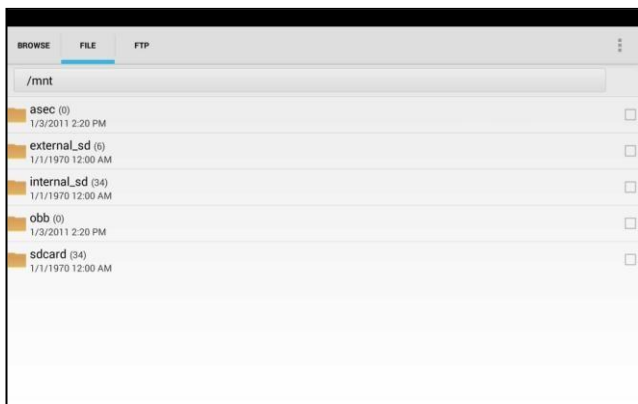 BROWSE FILE FTP
/mnt
asec (0)
1/3/2011 2:20 PM
external_sd (6)
1/1/1970 12:00 AM
internal_sd (34)
1/1/1970 12:00 AM
obb (0)
1/3/2011 2:20 PM
sdcard (34)
1/1/1970 12:00 AM